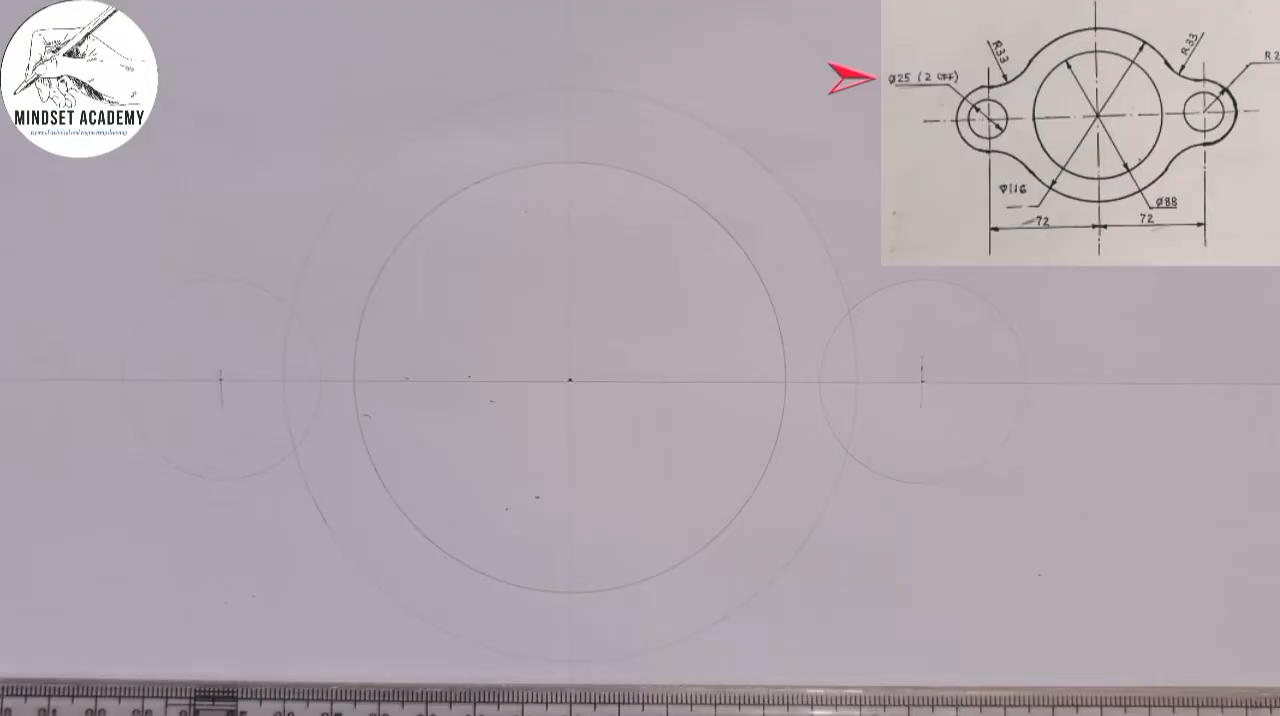 MINDSET ACADEMY
R33
R33
R2
Ø25 (2 OFF)
Ø116
Ø88
72
72